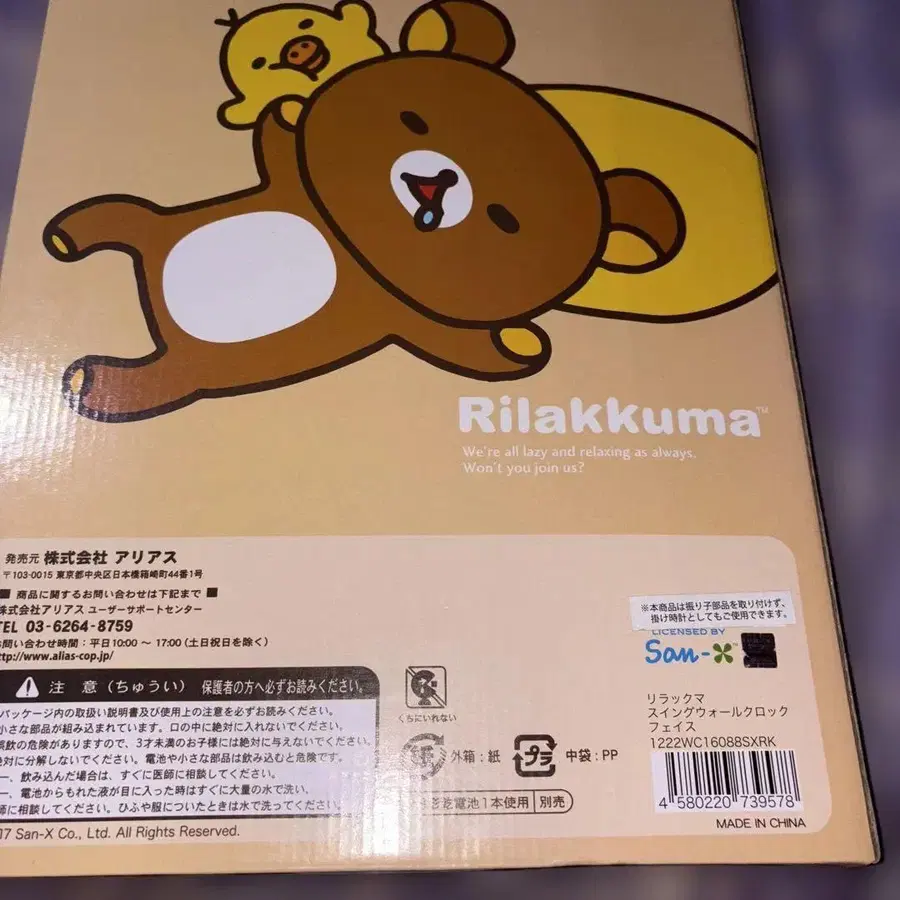 Rilakkuma™
We're all lazy and relaxing as always.
Won't you join us?
発売元 株式会社 アリアス
〒103-0015 東京都中央区日本橋箱崎町44番1号
■ 商品に関するお問い合わせは下記まで ■
株式会社アリアス ユーザーサポートセンター
TEL 03-6264-8759
お問い合わせ時間：平日10:00 〜 17:00（土日祝日を除く）
http://www.alias-cop.jp/
注 意（ちゅうい） 保護者の方へ必ずお読みください。
パッケージ内の取扱い説明書及び使用上の注意を必ずお読みください。
小さな部品が組み込まれています。口の中に絶対に入れないでください。
誤飲の危険がありますので、3才未満のお子様には絶対に与えないでください。
絶対に分解しないでください。電池や小さな部品は飲み込むと危険です。
一、飲み込んだ場合は、すぐに医師に相談してください。
一、電池からもれた液が目に入った時はすぐに大量の水で洗い、
師に相談してください。ひふや服についたときは水で洗ってください。
17 San-X Co., Ltd. All Rights Reserved.
くちにいれない
紙 外箱：紙 プラ 中袋：PP
乾電池1本使用 別売
※本商品は振り子部品を取り付けず、
掛け時計としてもご使用できます。
LICENSED BY
San-X™
リラックマ
スイングウォールクロック
フェイス
1222WC16088SXRK
4 580220 739578
MADE IN CHINA